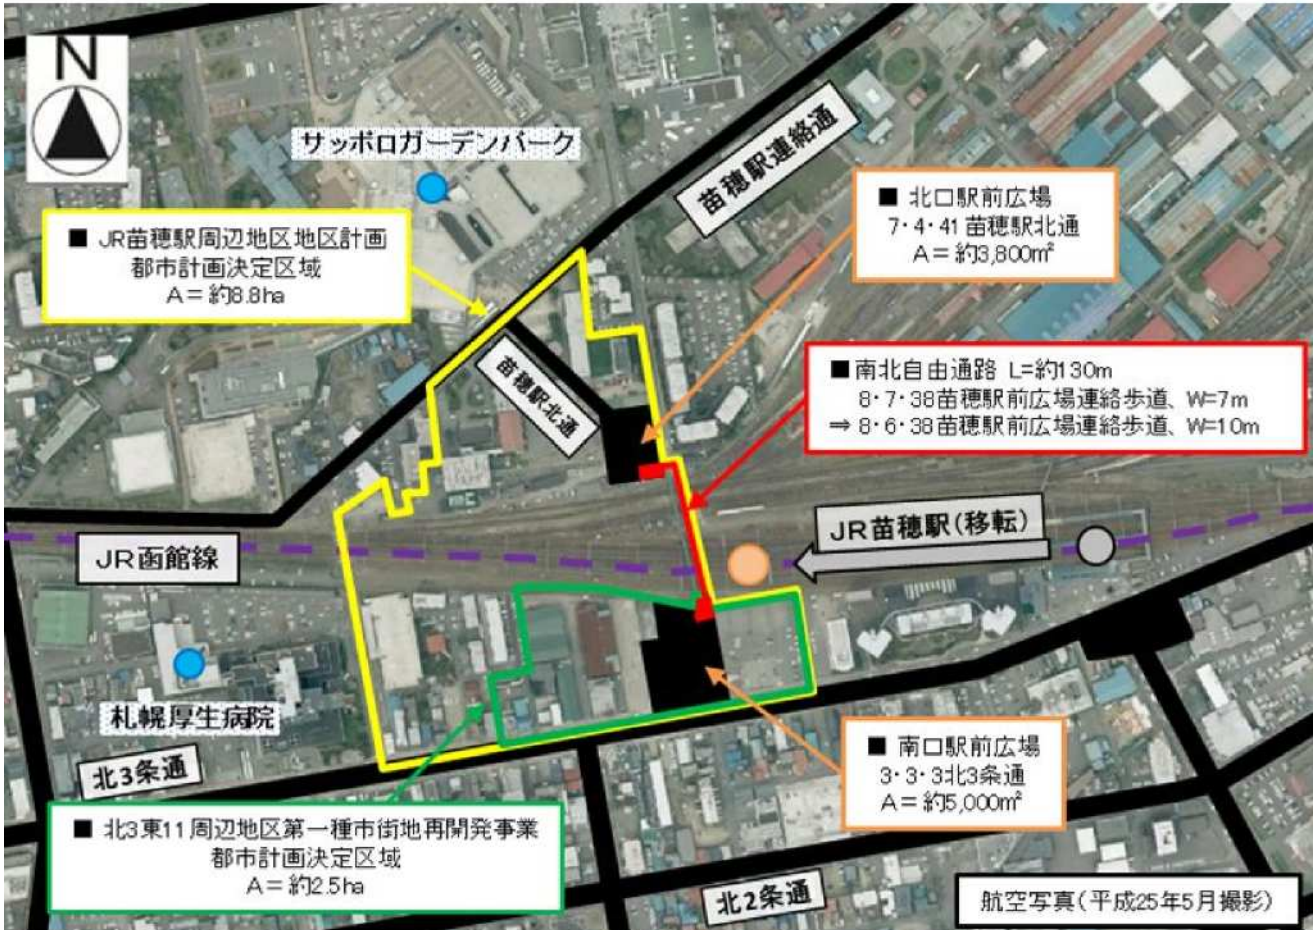 N
サッポロガーデンパーク
苗穂駅連絡通
■ JR苗穂駅周辺地区地区計画
都市計画決定区域
A=約8.8ha
■ 北口駅前広場
7・4・41 苗穂駅北通
A=約3,800㎡
苗穂駅北通
■南北自由通路 L=約130m
8・7・38苗穂駅前広場連絡歩道、W=7m
⇒ 8・6・38苗穂駅前広場連絡歩道、W=10m
JR苗穂駅(移転)
JR函館線
札幌厚生病院
北3条通
■ 南口駅前広場
3・3・3北3条通
A=約5,000㎡
■ 北3東11周辺地区第一種市街地再開発事業
都市計画決定区域
A=約2.5ha
北2条通
航空写真(平成25年5月撮影)